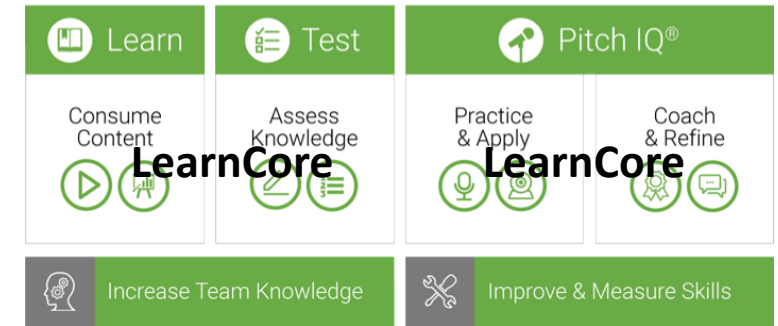 Learn
Test
Pitch IQ®
Consume
Content
Assess
Knowledge
Practice
& Apply
Coach
& Refine
LearnCore
LearnCore
Increase Team Knowledge
Improve & Measure Skills